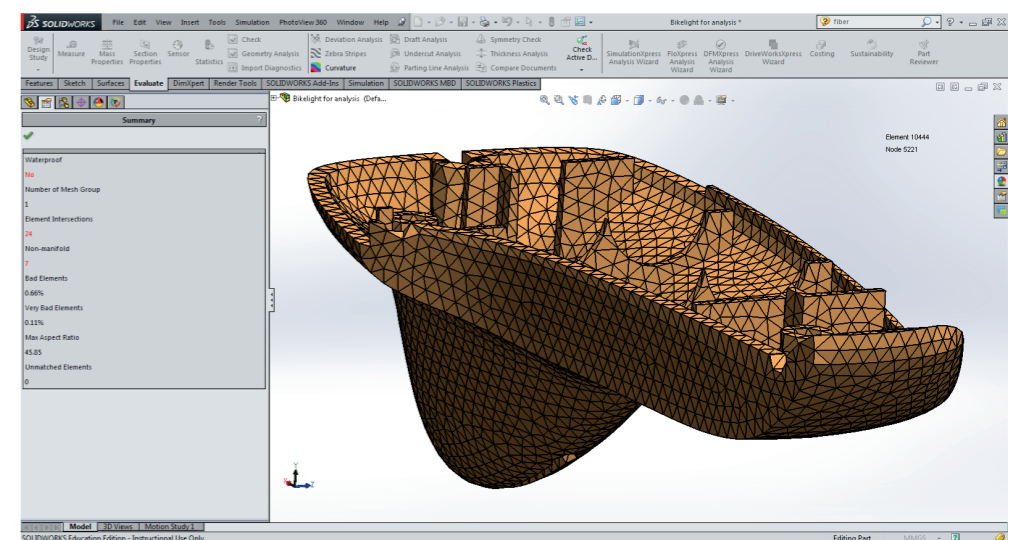 SOLIDWORKS File Edit View Insert Tools Simulation PhotoView 360 Window Help Bikelight for analysis * fiber
Design Study
Measure
Mass Properties
Section Properties
Sensor
Statistics
Check
Geometry Analysis
Import Diagnostics
Deviation Analysis
Zebra Stripes
Curvature
Draft Analysis
Undercut Analysis
Parting Line Analysis
Symmetry Check
Thickness Analysis
Compare Documents
Check Active D...
SimulationXpress Analysis Wizard
FloXpress Analysis Wizard
DFMXpress Analysis Wizard
DriveWorksXpress Wizard
Costing
Sustainability
Part Reviewer
Features Sketch Surfaces Evaluate DimXpert Render Tools SOLIDWORKS Add-Ins Simulation SOLIDWORKS MBD SOLIDWORKS Plastics
Bikelight for analysis (Defa...
Summary ?
Element 10444
Node 5221
Waterproof
No
Number of Mesh Group
1
Element Intersections
24
Non-manifold
7
Bad Elements
0.66%
Very Bad Elements
0.11%
Max Aspect Ratio
45.85
Unmatched Elements
0
Y
X
Z
Model 3D Views Motion Study 1
SOLIDWORKS Education Edition - Instructional Use Only Editing Part MMGS